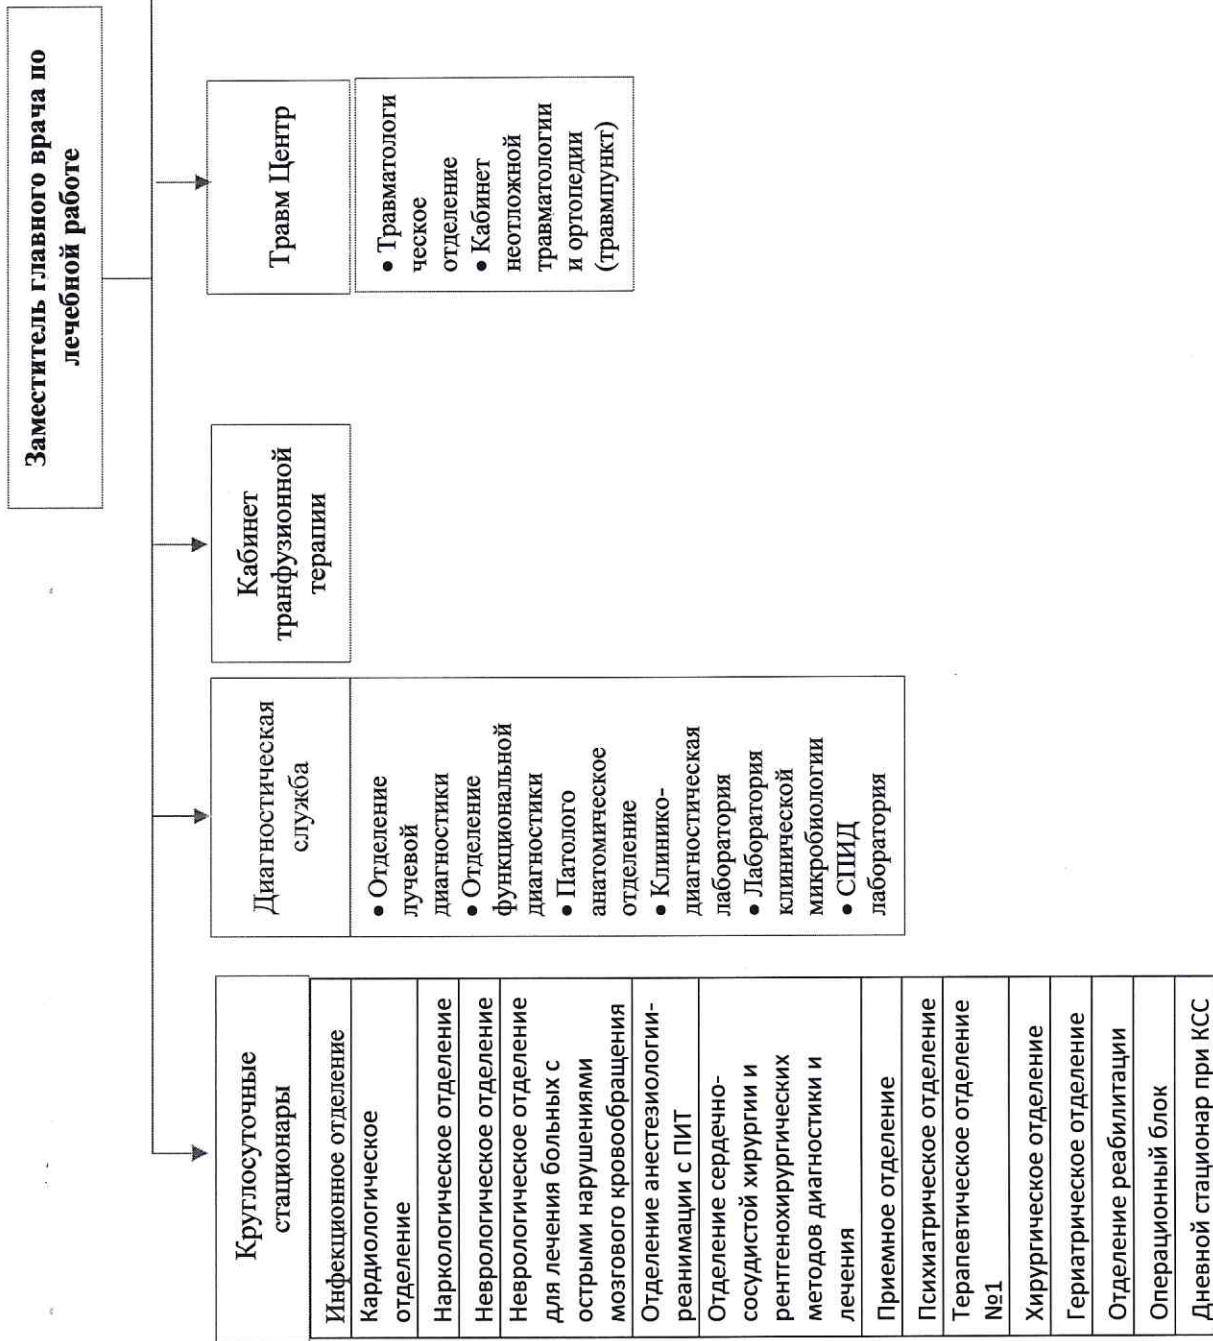 Заместитель главного врача по
лечебной работе
Круглосуточные
стационары
Инфекционное отделение
Кардиологическое
отделение
Наркологическое отделение
Неврологическое отделение
Неврологическое отделение
для лечения больных с
острыми нарушениями
мозгового кровообращения
Отделение анестезиологии-
реанимации с ПИТ
Отделение сердечно-
сосудистой хирургии и
рентгенохирургических
методов диагностики и
лечения
Приемное отделение
Психиатрическое отделение
Терапевтическое отделение
№1
Хирургическое отделение
Гериатрическое отделение
Отделение реабилитации
Операционный блок
Дневной стационар при КСС
Диагностическая
служба
• Отделение
лучевой
диагностики
• Отделение
функциональной
диагностики
• Патолого
анатомическое
отделение
• Клинико-
диагностическая
лаборатория
• Лаборатория
клинической
микробиологии
• СПИД
лаборатория
Кабинет
транфузионной
терапии
Травм Центр
• Травматологи
ческое
отделение
• Кабинет
неотложной
травматологии
и ортопедии
(травмпункт)